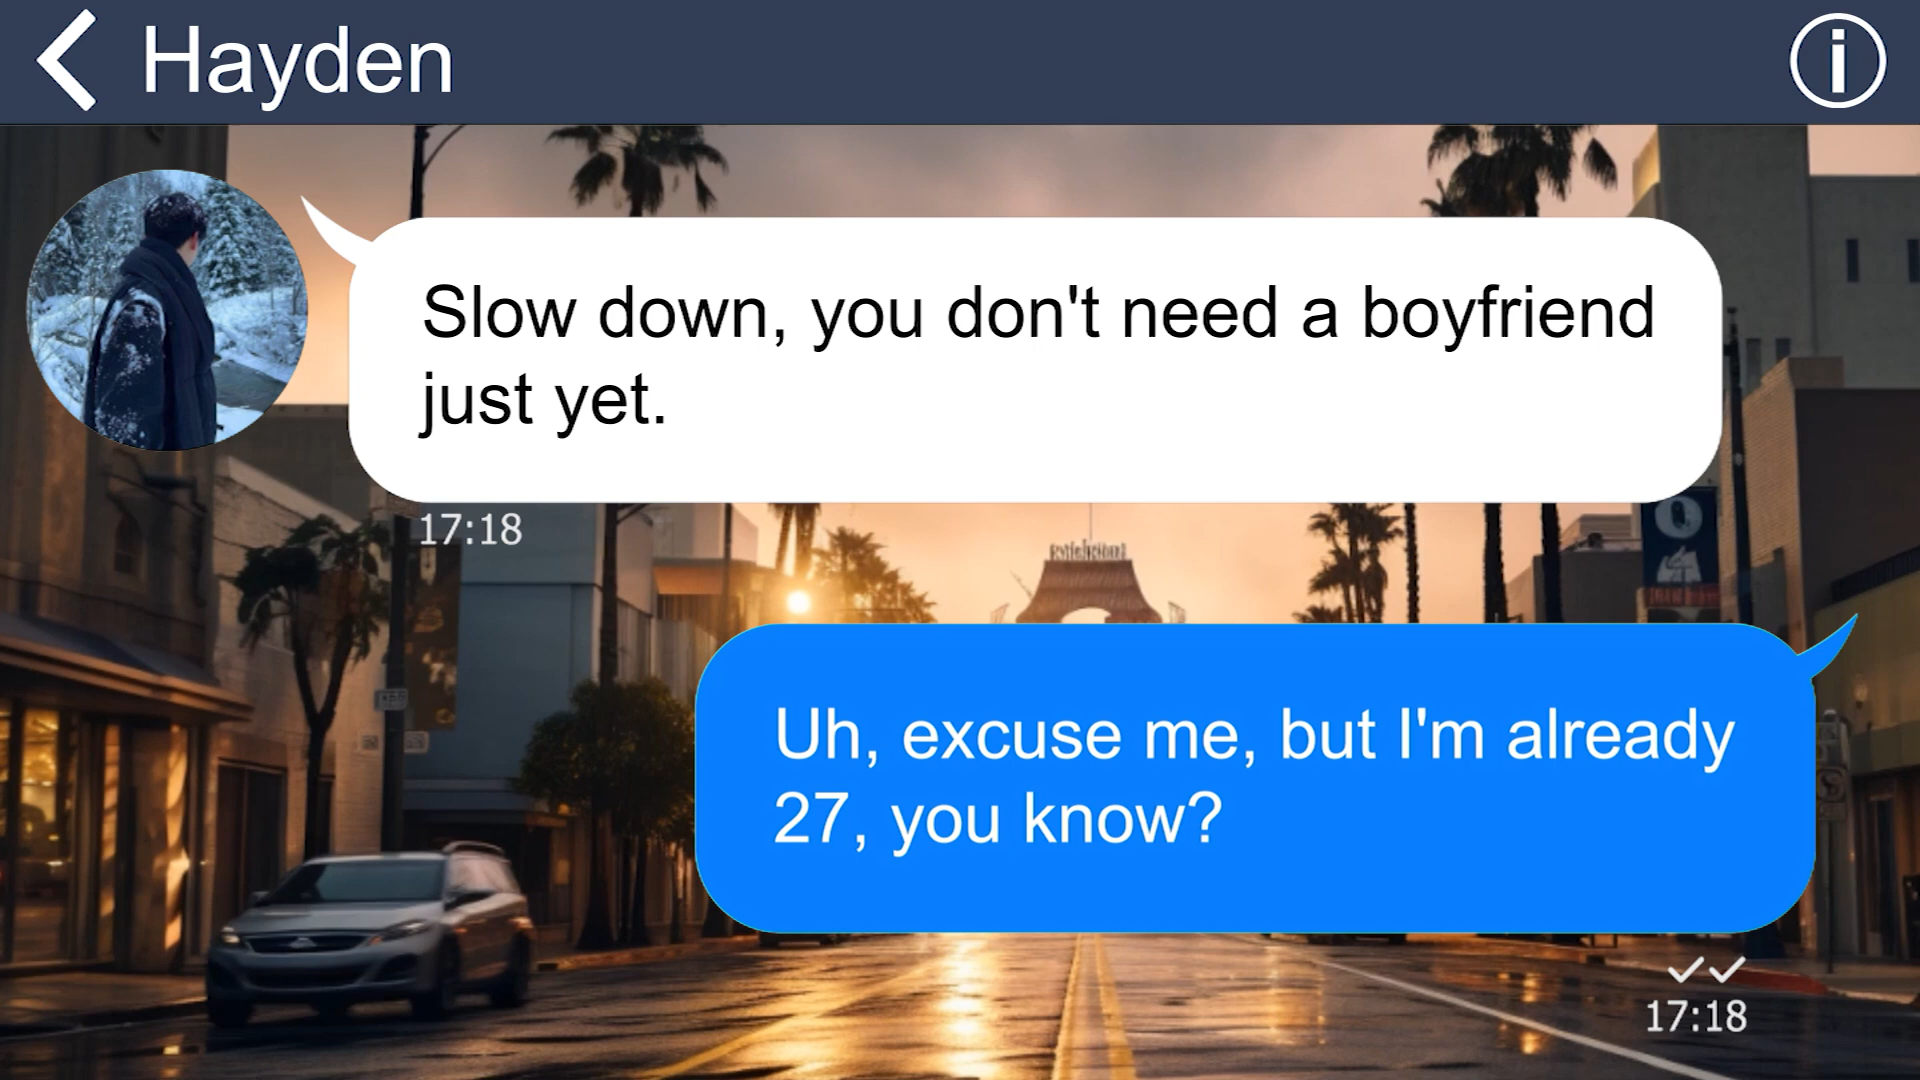 Hayden
Slow down, you don't need a boyfriend
just yet.
17:18
Uh, excuse me, but I'm already
27, you know?
17:18